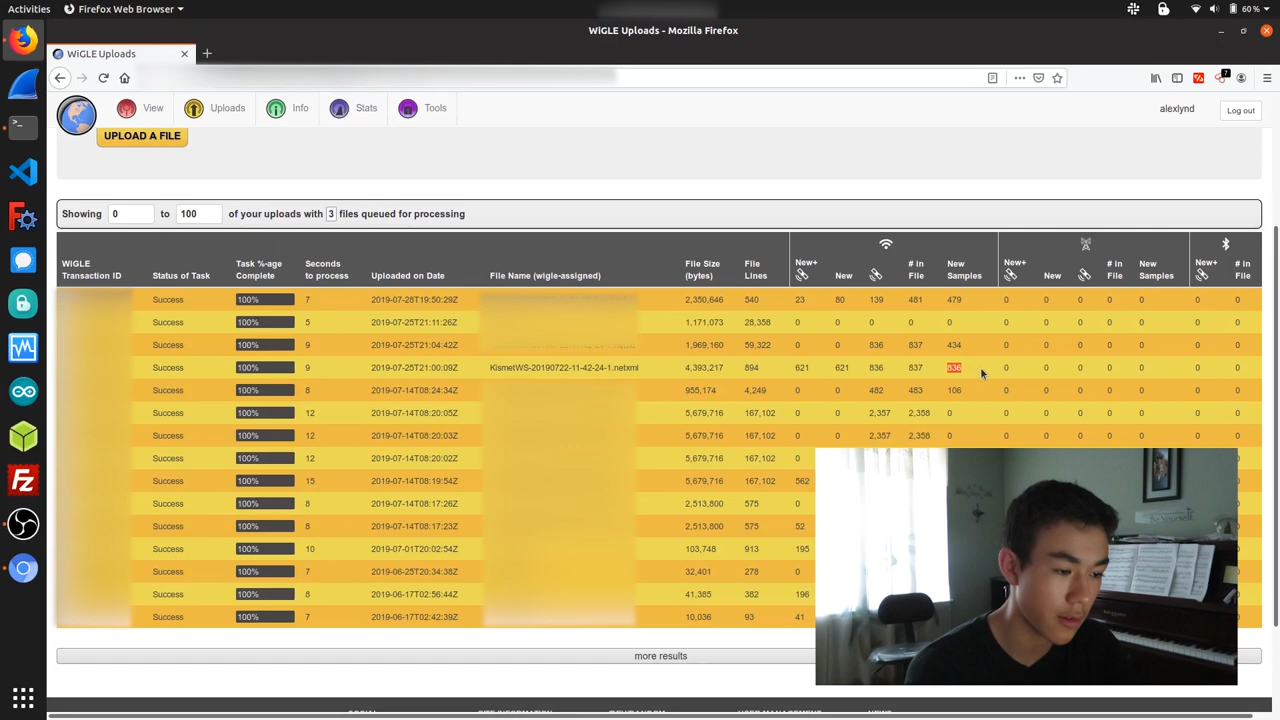 Activities Firefox Web Browser 60 %
WiGLE Uploads - Mozilla Firefox
WiGLE Uploads
7
View Uploads Info Stats Tools alexlynd Log out
UPLOAD A FILE
Showing 0 to 100 of your uploads with 3 files queued for processing
WiGLE Transaction ID Status of Task Task %-age Complete Seconds to process Uploaded on Date File Name (wigle-assigned) File Size (bytes) File Lines New+ New # in File New Samples New+ New # in File New Samples New+ # in File
Success 100% 7 2019-07-28T19:50:29Z 2,350,646 540 23 80 139 481 479 0 0 0 0 0 0 0
Success 100% 5 2019-07-25T21:11:26Z 1,171,073 28,358 0 0 0 0 0 0 0 0 0 0 0 0
Success 100% 9 2019-07-25T21:04:42Z 1,969,160 59,322 0 0 836 837 434 0 0 0 0 0 0 0
Success 100% 9 2019-07-25T21:00:09Z KismetWS-20190722-11-42-24-1.netxml 4,393,217 894 621 621 836 837 836 0 0 0 0 0 0 0
Success 100% 8 2019-07-14T08:24:34Z 955,174 4,249 0 0 482 483 106 0 0 0 0 0 0 0
Success 100% 12 2019-07-14T08:20:05Z 5,679,716 167,102 0 0 2,357 2,358 0 0 0 0 0 0 0 0
Success 100% 12 2019-07-14T08:20:03Z 5,679,716 167,102 0 0 2,357 2,358 0 0 0 0 0 0 0 0
Success 100% 12 2019-07-14T08:20:02Z 5,679,716 167,102 0
Success 100% 15 2019-07-14T08:19:54Z 5,679,716 167,102 562
Success 100% 8 2019-07-14T08:17:26Z 2,513,800 575 0
Success 100% 8 2019-07-14T08:17:23Z 2,513,800 575 52
Success 100% 10 2019-07-01T20:02:54Z 103,748 913 195
Success 100% 7 2019-06-25T20:34:38Z 32,401 278 0
Success 100% 8 2019-06-17T02:56:44Z 41,385 382 196
Success 100% 7 2019-06-17T02:42:39Z 10,036 93 41
more results